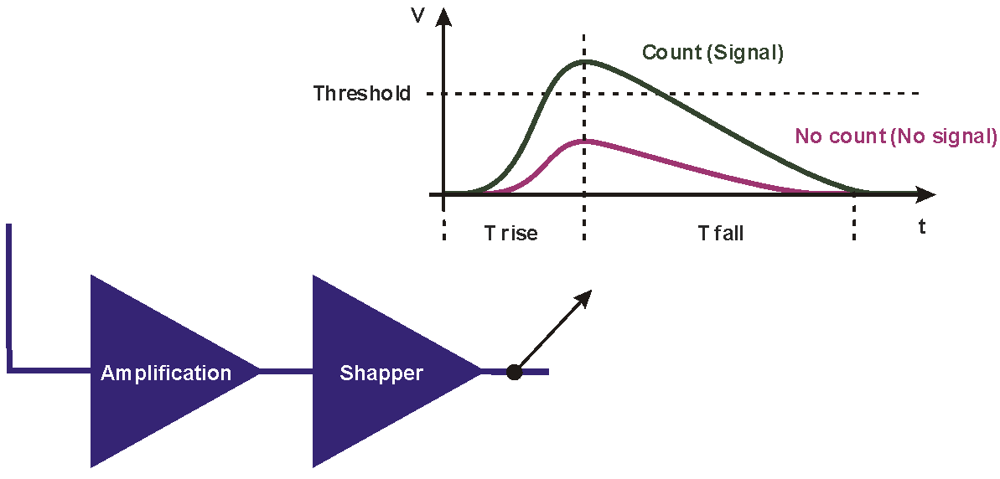 V
Count (Signal)
Threshold
No count (No signal)
T rise
T fall
t
Amplification
Shapper